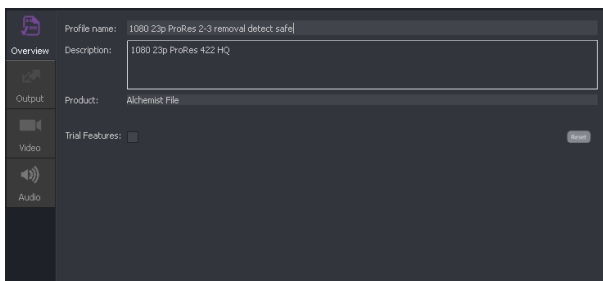 Profile name: 1080 23p ProRes 2-3 removal detect safe
Overview Description: 1080 23p ProRes 422 HQ
Output Product: Alchemist File
Trial Features: Reset
Video
Audio